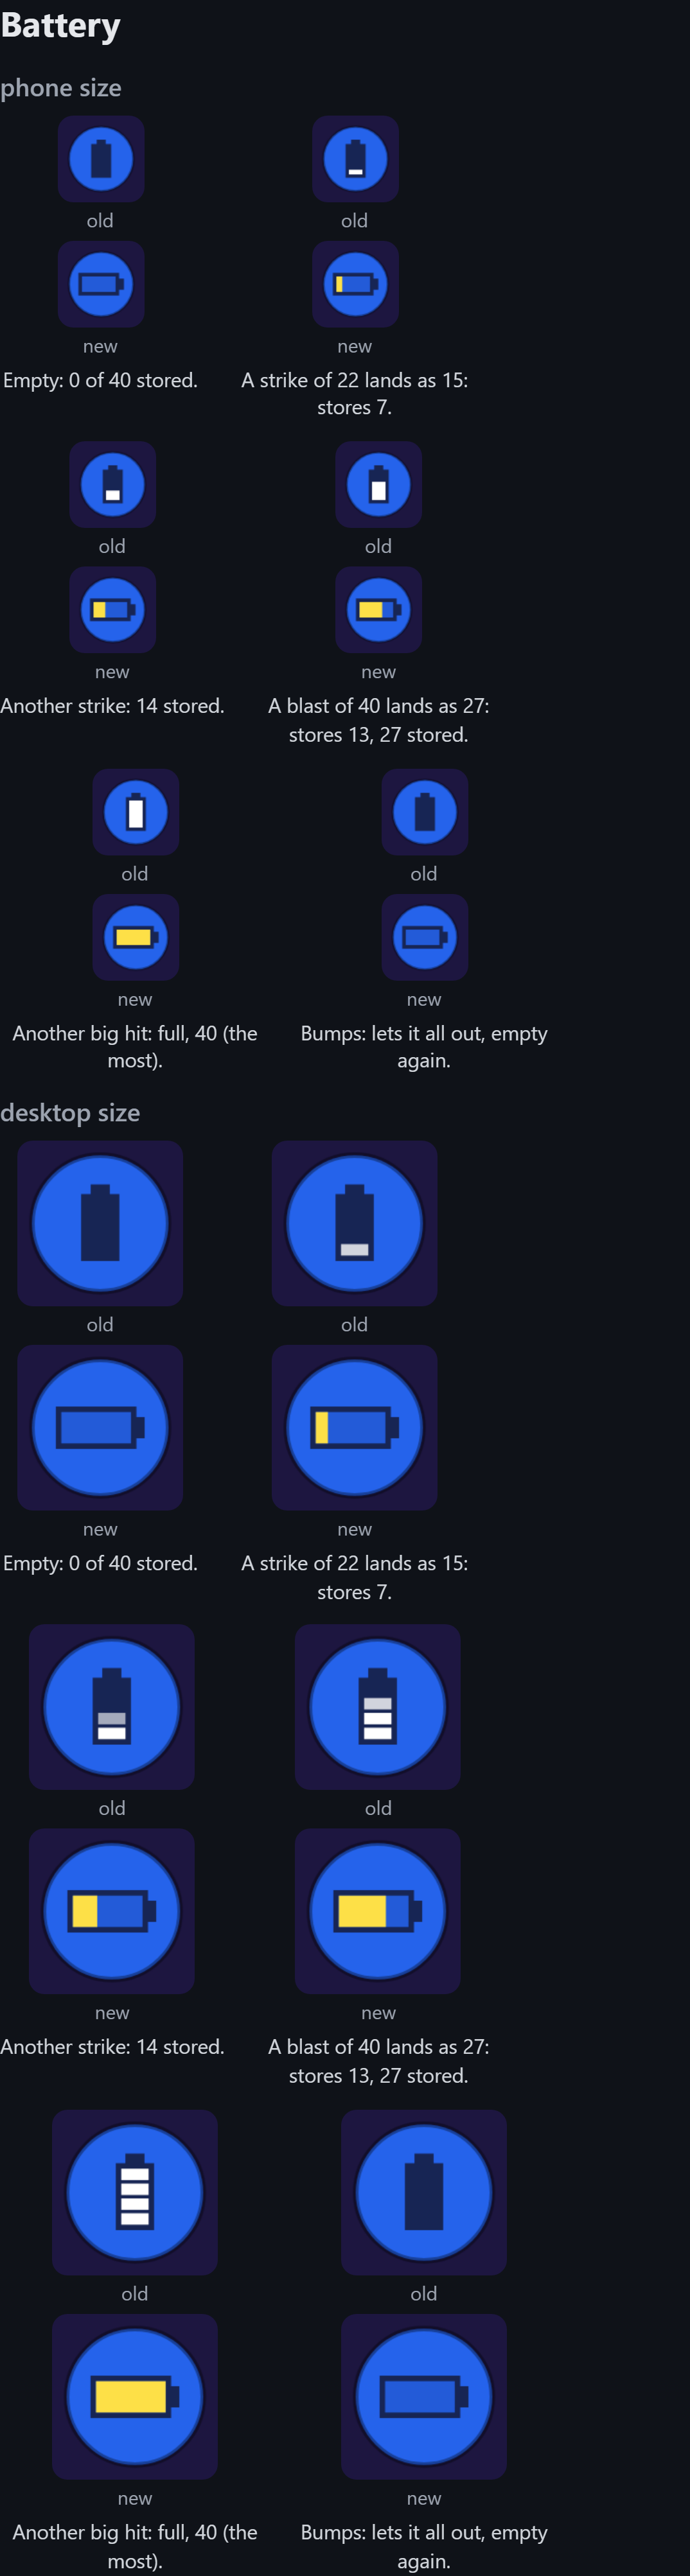 Battery
phone size
old old
new new
Empty: 0 of 40 stored. A strike of 22 lands as 15:
stores 7.
old old
new new
Another strike: 14 stored. A blast of 40 lands as 27:
stores 13, 27 stored.
old old
new new
Another big hit: full, 40 (the Bumps: lets it all out, empty
most). again.
desktop size
old old
new new
Empty: 0 of 40 stored. A strike of 22 lands as 15:
stores 7.
old old
new new
Another strike: 14 stored. A blast of 40 lands as 27:
stores 13, 27 stored.
old old
new new
Another big hit: full, 40 (the Bumps: lets it all out, empty
most). again.